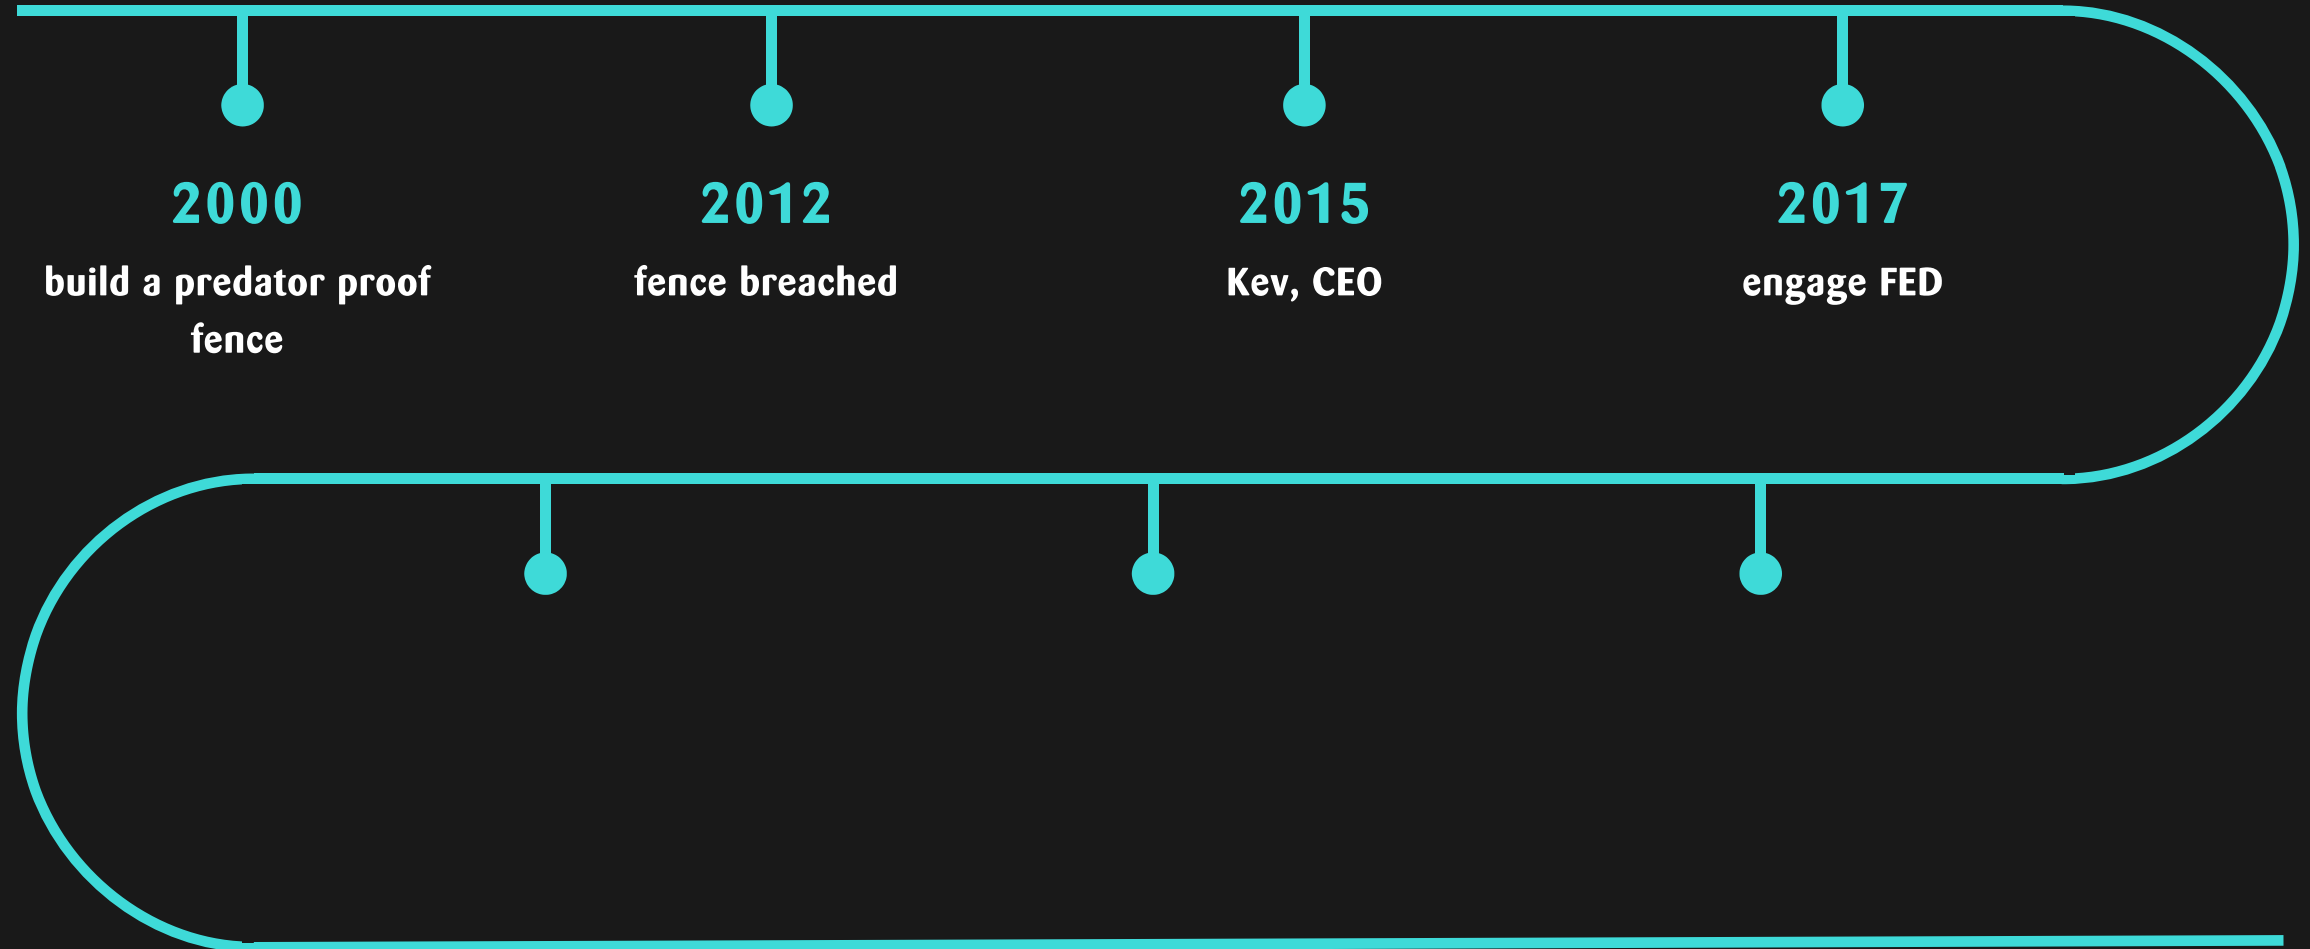 2000
build a predator proof
fence
2012
fence breached
2015
Kev, CEO
2017
engage FED